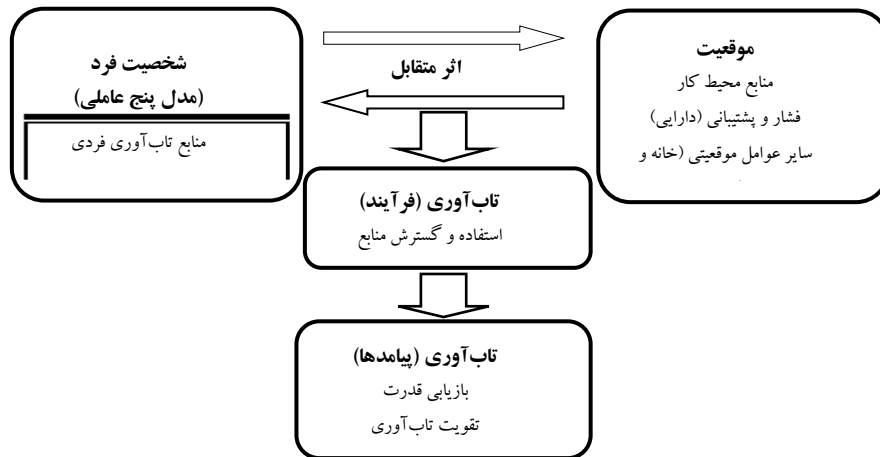 موقعیت
منابع محیط کار
فشار و پشتیبانی (دارایی)
سایر عوامل موقعیتی (خانه و
اثر متقابل
شخصیت فرد
(مدل پنج عاملی)
منابع تاب‌آوری فردی
تاب‌آوری (فرآیند)
استفاده و گسترش منابع
تاب‌آوری (پیامدها)
بازیابی قدرت
تقویت تاب‌آوری